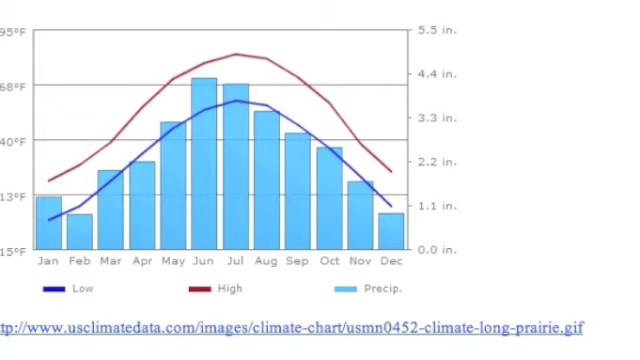 95°F 5.5 in.
68°F 4.4 in.
3.3 in.
40°F
2.2 in.
13°F 1.1 in.
15°F 0.0 in.
Jan Feb Mar Apr May Jun Jul Aug Sep Oct Nov Dec
Low High Precip.
ttp://www.usclimatedata.com/images/climate-chart/usmn0452-climate-long-prairie.gif